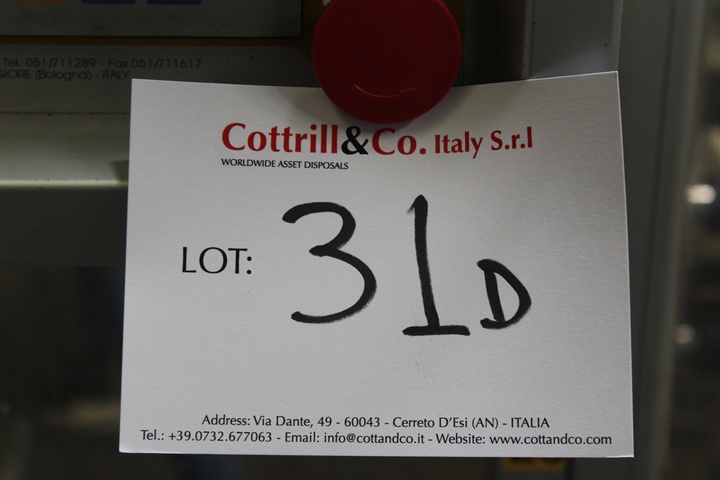 Tel. 051/711289 - Fax 051/711617
GIORE (Bologna) - ITALY
Cottrill&Co. Italy S.r.l
WORLDWIDE ASSET DISPOSALS
LOT: 31D
Address: Via Dante, 49 - 60043 - Cerreto D'Esi (AN) - ITALIA
Tel.: +39.0732.677063 - Email: info@cottandco.it - Website: www.cottandco.com